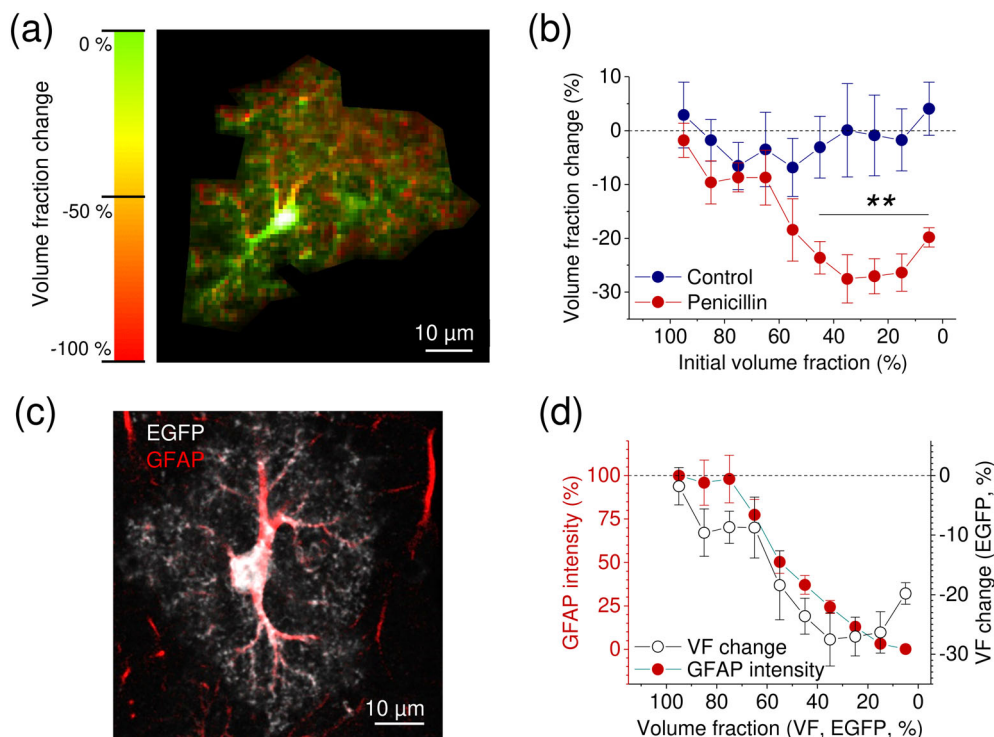 (a)
0 %
-50 %
-100 %
Volume fraction change
10 µm
(b)
10
0
-10
-20
-30
Volume fraction change (%)
**
Control
Penicillin
100 80 60 40 20 0
Initial volume fraction (%)
(c)
EGFP
GFAP
10 µm
(d)
100
75
50
25
0
GFAP intensity (%)
0
-10
-20
-30
VF change (EGFP, %)
VF change
GFAP intensity
100 80 60 40 20 0
Volume fraction (VF, EGFP, %)